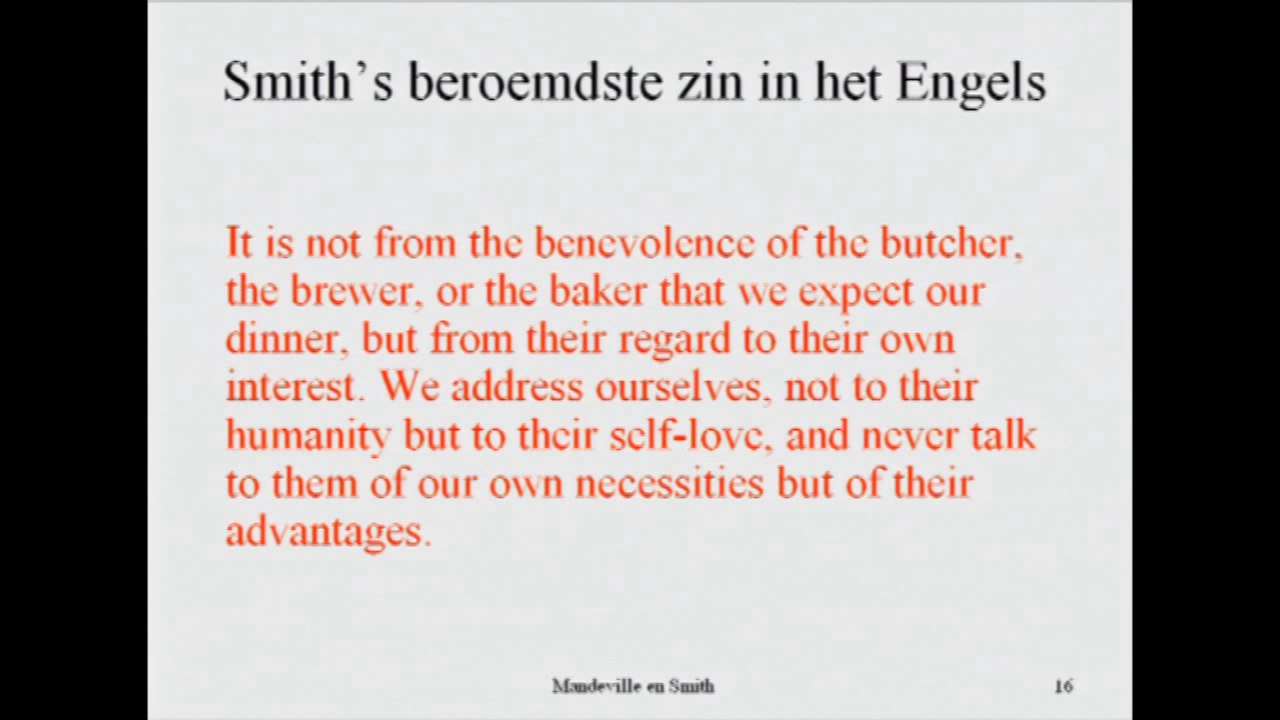 Smith's beroemdste zin in het Engels
It is not from the benevolence of the butcher,
the brewer, or the baker that we expect our
dinner, but from their regard to their own
interest. We address ourselves, not to their
humanity but to their self-love, and never talk
to them of our own necessities but of their
advantages.
Mandeville en Smith
16